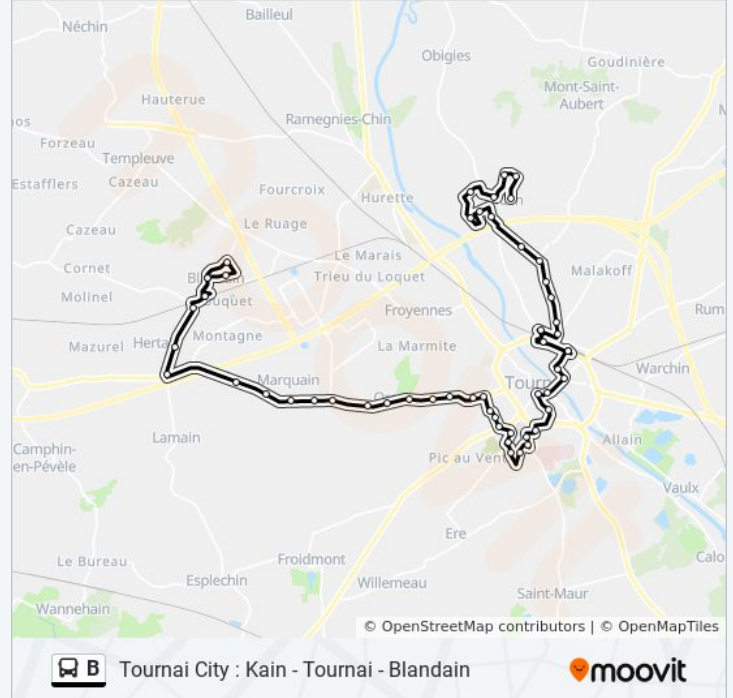 Bailleul
Néchin
Obigies
Goudinière
Mont-Saint-
Aubert
Hauterue
Ramegnies-Chin
Forzeau
Templeuve
Estafflers
Cazeau
Fourcroix
Hurette
Le Ruage
Cazeau
Le Marais
Cornet
Trieu du Loquet
Malakoff
Molinel
Froyennes
Rum
Mazurel
Montagne
La Marmite
Warchin
Marquain
Lamain
Allain
Camphin-
en-Pévèle
Pic au Vent
Vaulx
Ere
Le Bureau
Froidmont
Calo
Esplechin
Willemeau
Saint-Maur
Wannehain
© OpenStreetMap contributors | © OpenMapTiles
B Tournai City : Kain - Tournai - Blandain
moovit